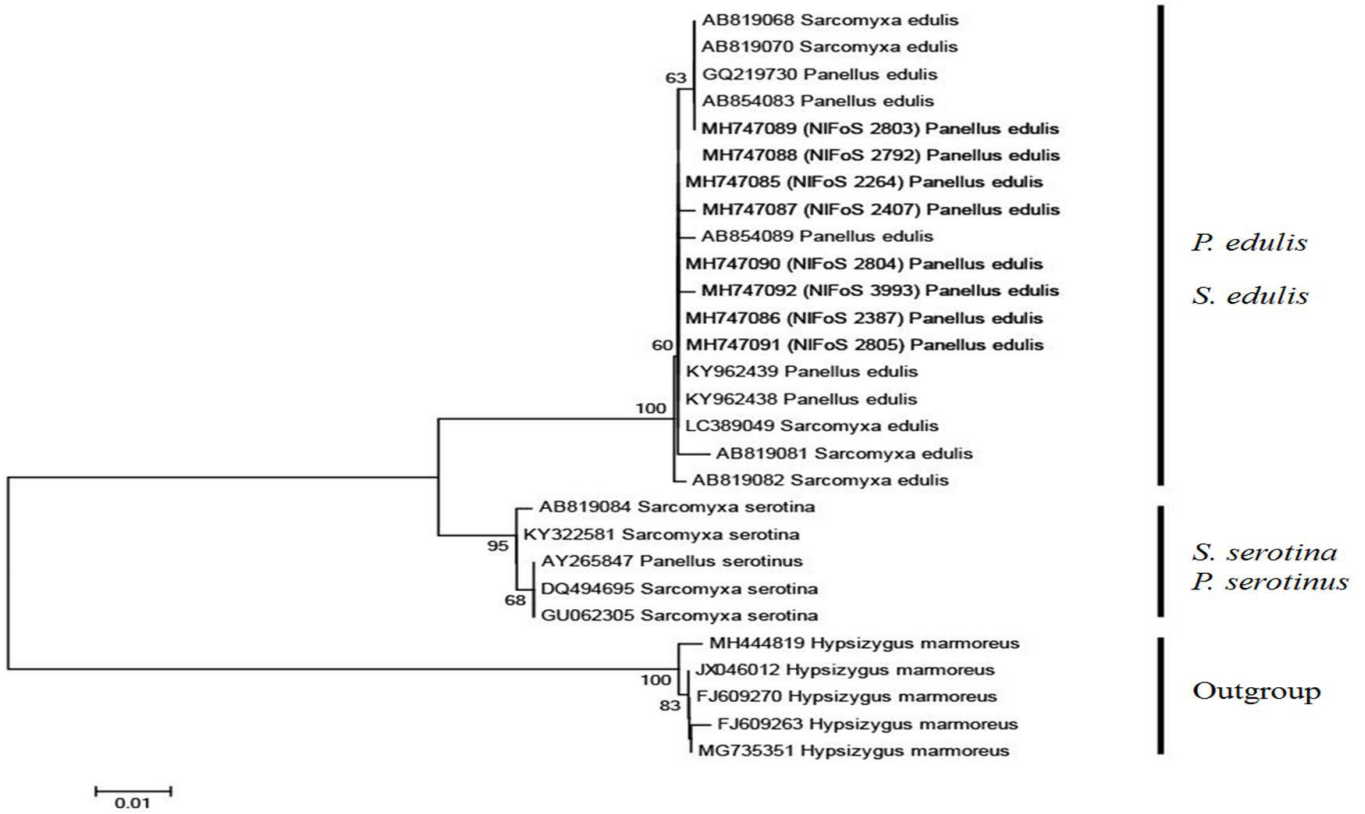 AB819068 Sarcomyxa edulis
AB819070 Sarcomyxa edulis
63
GQ219730 Panellus edulis
AB854083 Panellus edulis
MH747089 (NIFoS 2803) Panellus edulis
MH747088 (NIFoS 2792) Panellus edulis
MH747085 (NIFoS 2264) Panellus edulis
MH747087 (NIFoS 2407) Panellus edulis
AB854089 Panellus edulis
P. edulis
MH747090 (NIFoS 2804) Panellus edulis
MH747092 (NIFoS 3993) Panellus edulis
S. edulis
MH747086 (NIFoS 2387) Panellus edulis
60
MH747091 (NIFoS 2805) Panellus edulis
KY962439 Panellus edulis
KY962438 Panellus edulis
100
LC389049 Sarcomyxa edulis
AB819081 Sarcomyxa edulis
AB819082 Sarcomyxa edulis
AB819084 Sarcomyxa serotina
KY322581 Sarcomyxa serotina
95
S. serotina
AY265847 Panellus serotinus
P. serotinus
DQ494695 Sarcomyxa serotina
68
GU062305 Sarcomyxa serotina
MH444819 Hypsizygus marmoreus
JX046012 Hypsizygus marmoreus
100
FJ609270 Hypsizygus marmoreus
Outgroup
83
FJ609263 Hypsizygus marmoreus
MG735351 Hypsizygus marmoreus
0.01